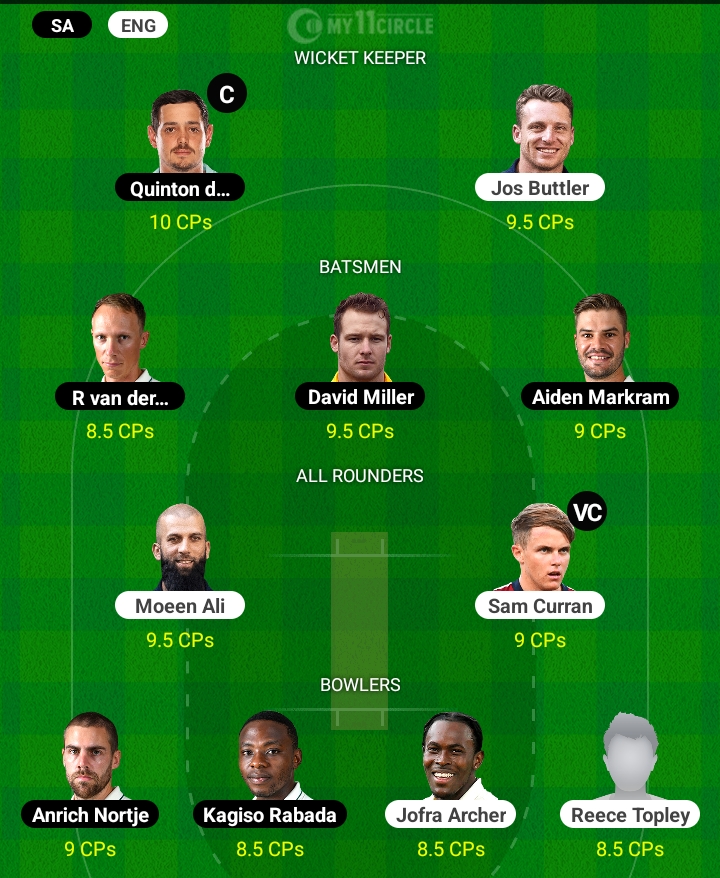 SA ENG
MY11CIRCLE
WICKET KEEPER
C
Quinton d... Jos Buttler
10 CPs 9.5 CPs
BATSMEN
R van der... David Miller Aiden Markram
8.5 CPs 9.5 CPs 9 CPs
ALL ROUNDERS
VC
Moeen Ali Sam Curran
9.5 CPs 9 CPs
BOWLERS
Anrich Nortje Kagiso Rabada Jofra Archer Reece Topley
9 CPs 8.5 CPs 8.5 CPs 8.5 CPs